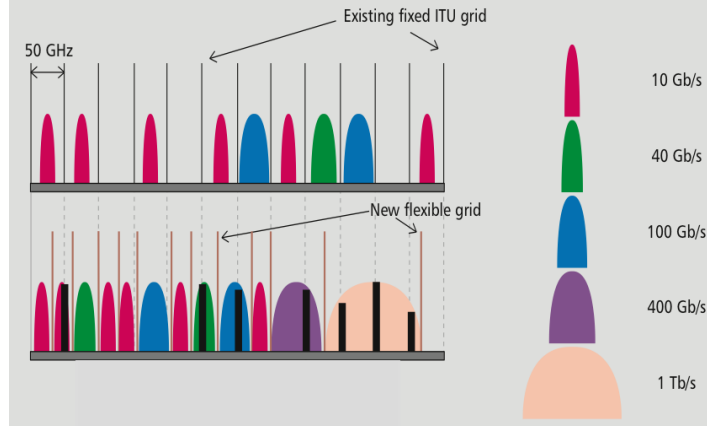 Existing fixed ITU grid
50 GHz
10 Gb/s
40 Gb/s
New flexible grid
100 Gb/s
400 Gb/s
1 Tb/s